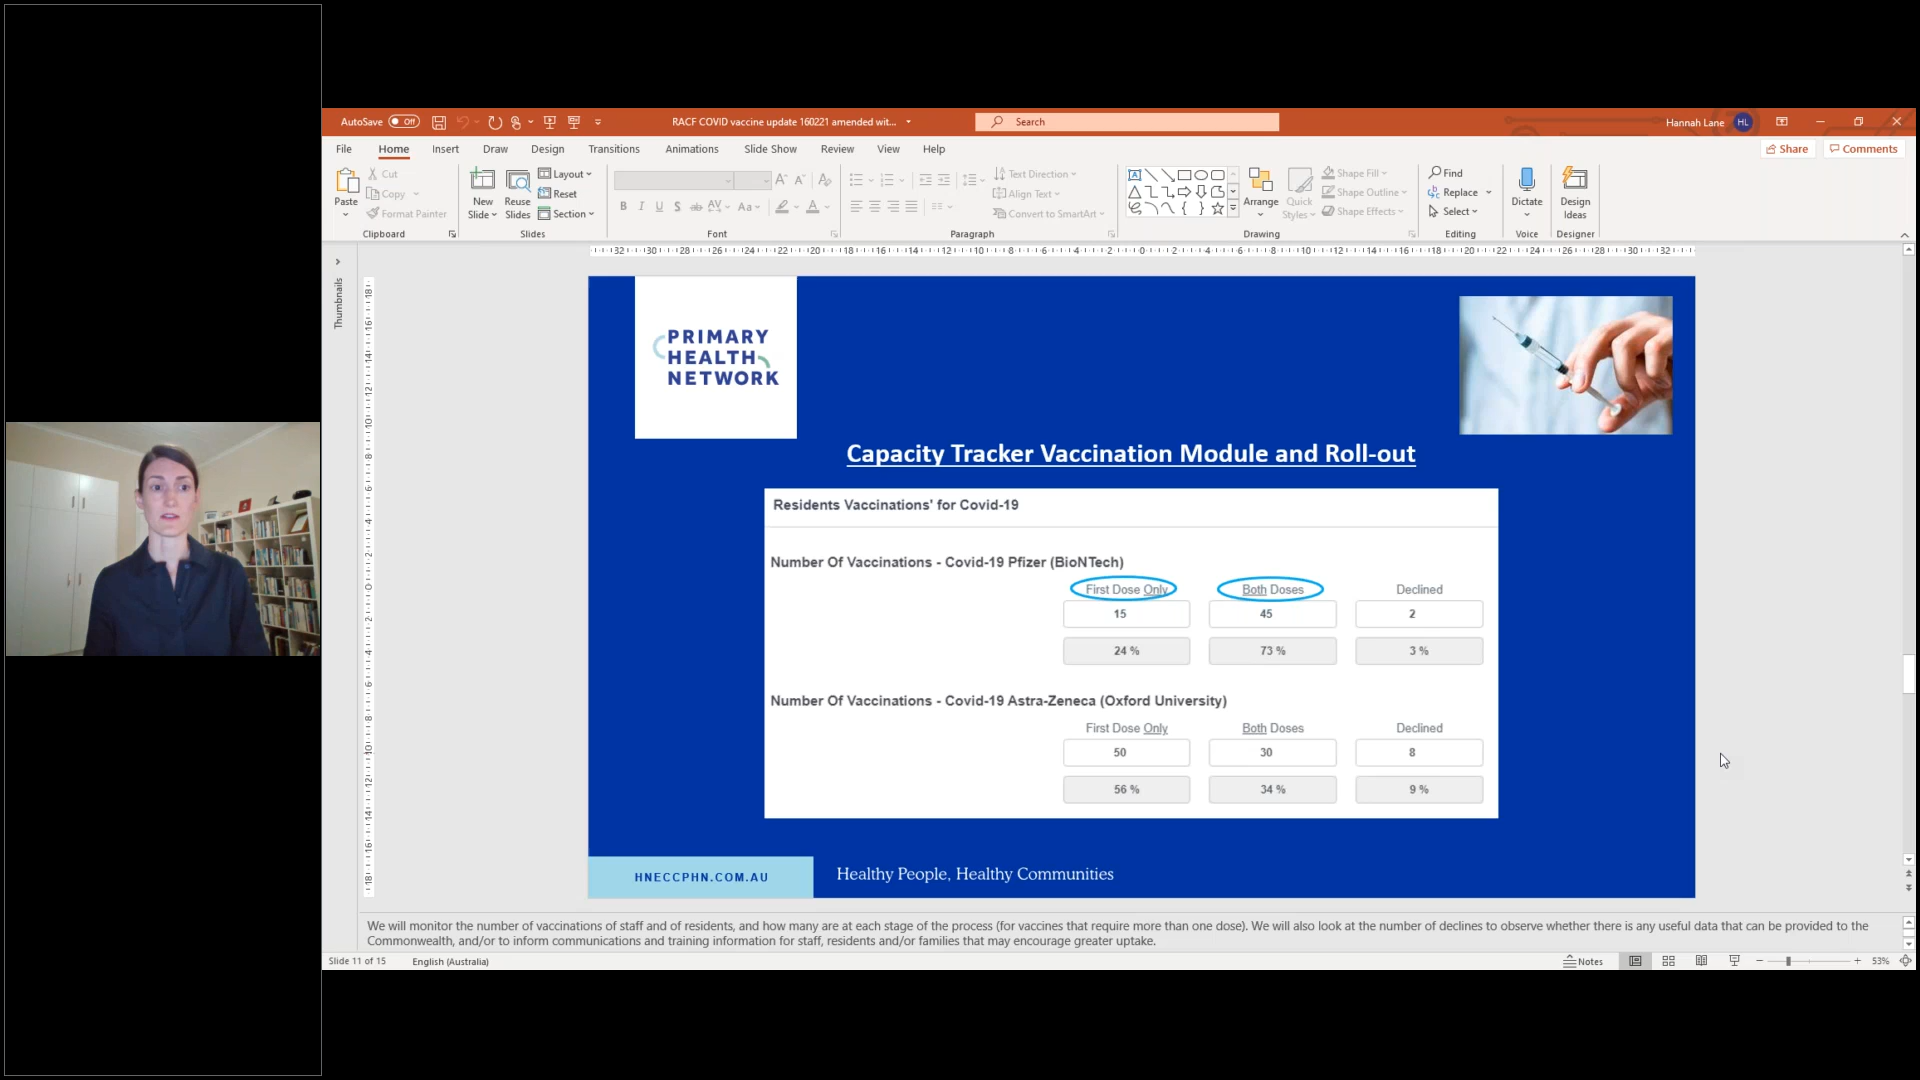 AutoSave Off
RACF COVID vaccine update 160221 amended wit...
Search
Hannah Lane HL
File Home Insert Draw Design Transitions Animations Slide Show Review View Help
Share Comments
Paste
Cut
Copy
Format Painter
Clipboard
New Slide
Reuse Slides
Layout
Reset
Section
Slides
Font
Text Direction
Align Text
Convert to SmartArt
Paragraph
Arrange
Quick Styles
Shape Fill
Shape Outline
Shape Effects
Drawing
Find
Replace
Select
Editing
Dictate
Voice
Design Ideas
Designer
Thumbnails
PRIMARY
HEALTH
NETWORK
Capacity Tracker Vaccination Module and Roll-out
Residents Vaccinations' for Covid-19
Number Of Vaccinations - Covid-19 Pfizer (BioNTech)
First Dose Only Both Doses Declined
15 45 2
24 % 73 % 3 %
Number Of Vaccinations - Covid-19 Astra-Zeneca (Oxford University)
First Dose Only Both Doses Declined
50 30 8
56 % 34 % 9 %
HNECCPHN.COM.AU
Healthy People, Healthy Communities
We will monitor the number of vaccinations of staff and of residents, and how many are at each stage of the process (for vaccines that require more than one dose). We will also look at the number of declines to observe whether there is any useful data that can be provided to the
Commonwealth, and/or to inform communications and training information for staff, residents and/or families that may encourage greater uptake.
Slide 11 of 15 English (Australia) Notes 53%